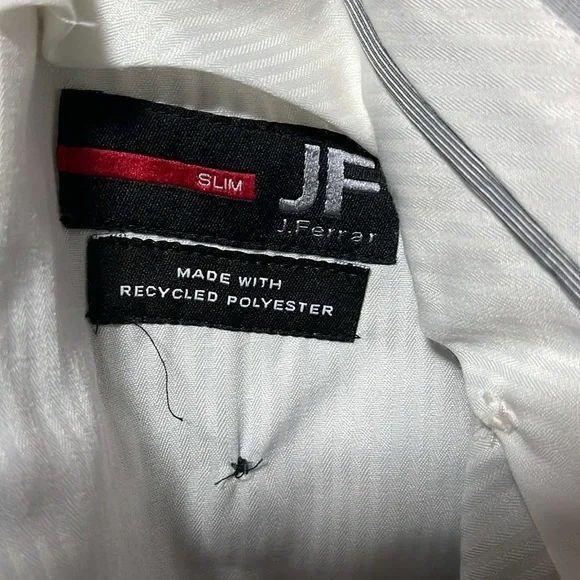 SLIM
JF
J.Ferrar
MADE WITH
RECYCLED POLYESTER